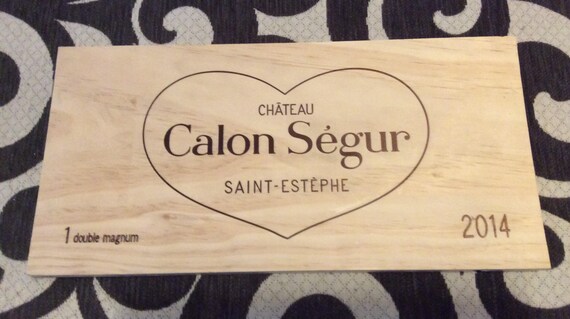 CHÂTEAU
Calon Ségur
SAINT-ESTÈPHE
1 double magnum
2014